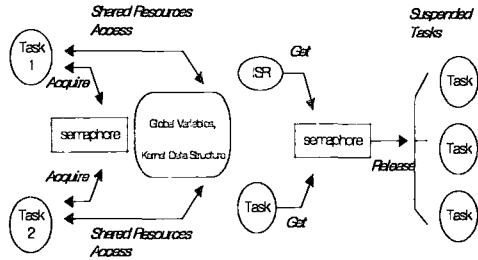 Shared Resources
Access
Task
1
Acquire
semaphore
Global Variables,
Kernel Data Structure
Acquire
Task
2
Shared Resources
Access
ISR
Get
semaphore
Release
Task
Get
Suspended
Tasks
Task
Task
Task